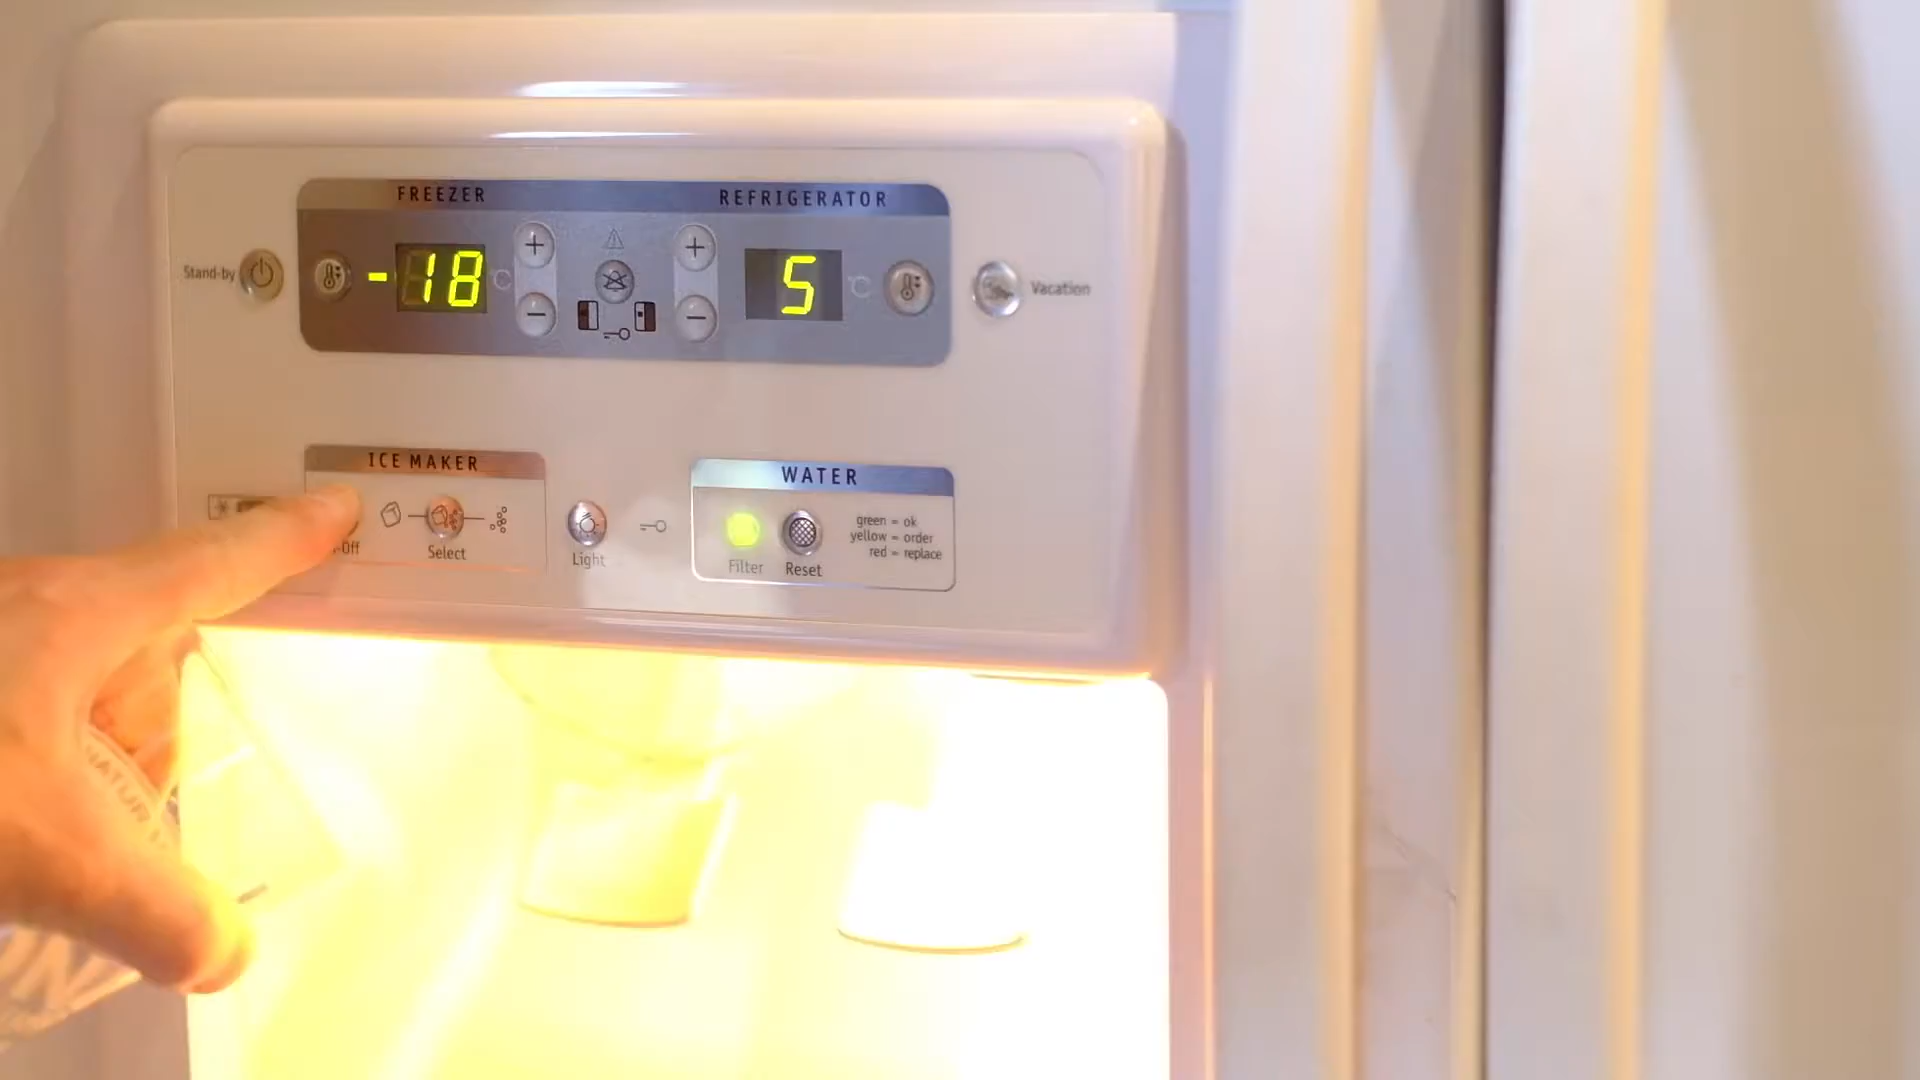 FREEZER
REFRIGERATOR
Stand-by
-18 °C
5 °C
Vacation
ICE MAKER
WATER
-Off
Select
Light
Filter
Reset
green = ok
yellow = order
red = replace
NATUR